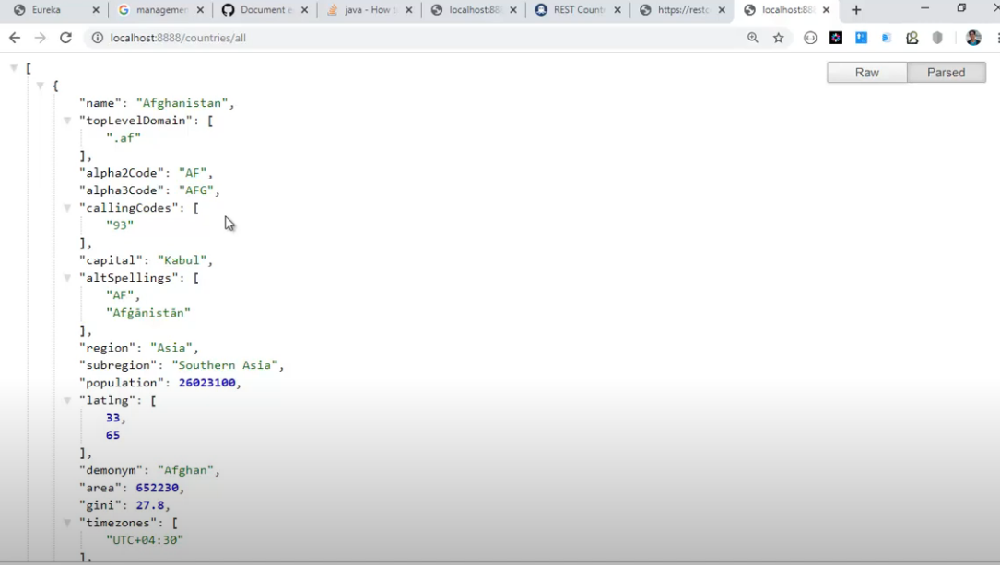 Eureka
managemen
Document e
java - How t
localhost:888
REST Count
https://restc
localhost:888
localhost:8888/countries/all
Raw
Parsed
[
{
"name": "Afghanistan",
"topLevelDomain": [
".af"
],
"alpha2Code": "AF",
"alpha3Code": "AFG",
"callingCodes": [
"93"
],
"capital": "Kabul",
"altSpellings": [
"AF",
"Afġānistān"
],
"region": "Asia",
"subregion": "Southern Asia",
"population": 26023100,
"latlng": [
33,
65
],
"demonym": "Afghan",
"area": 652230,
"gini": 27.8,
"timezones": [
"UTC+04:30"
],